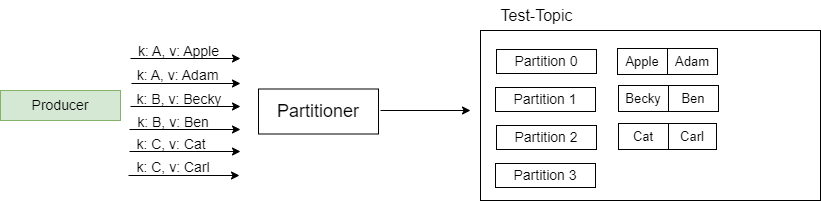 Test-Topic
k: A, v: Apple
k: A, v: Adam
k: B, v: Becky
k: B, v: Ben
k: C, v: Cat
k: C, v: Carl
Producer
Partitioner
Partition 0 Apple Adam
Partition 1 Becky Ben
Partition 2 Cat Carl
Partition 3